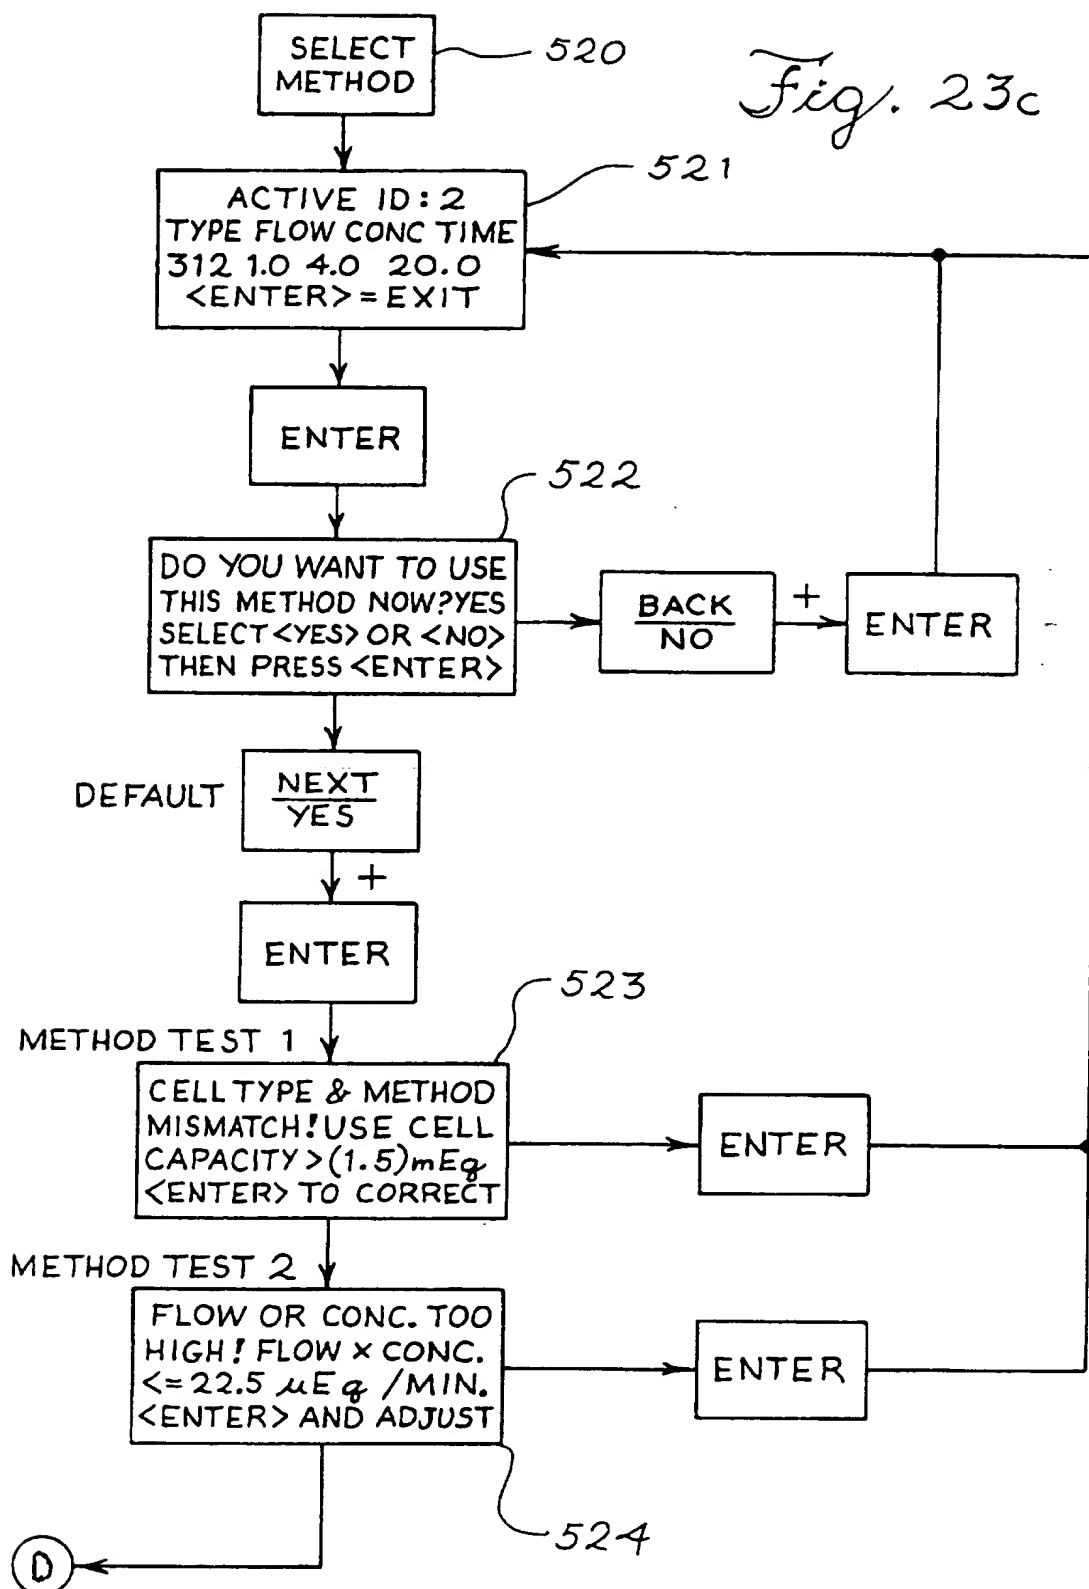 SELECT
METHOD
520
Fig. 23c
521
ACTIVE ID: 2
TYPE FLOW CONC TIME
312 1.0 4.0 20.0
<ENTER> = EXIT
ENTER
522
DO YOU WANT TO USE
THIS METHOD NOW? YES
SELECT <YES> OR <NO>
THEN PRESS <ENTER>
BACK
NO
+
ENTER
DEFAULT
NEXT
YES
+
ENTER
523
METHOD TEST 1
CELL TYPE & METHOD
MISMATCH! USE CELL
CAPACITY > (1.5) mEq
<ENTER> TO CORRECT
ENTER
METHOD TEST 2
FLOW OR CONC. TOO
HIGH! FLOW × CONC.
<=22.5 μEq /MIN.
<ENTER> AND ADJUST
ENTER
524
D